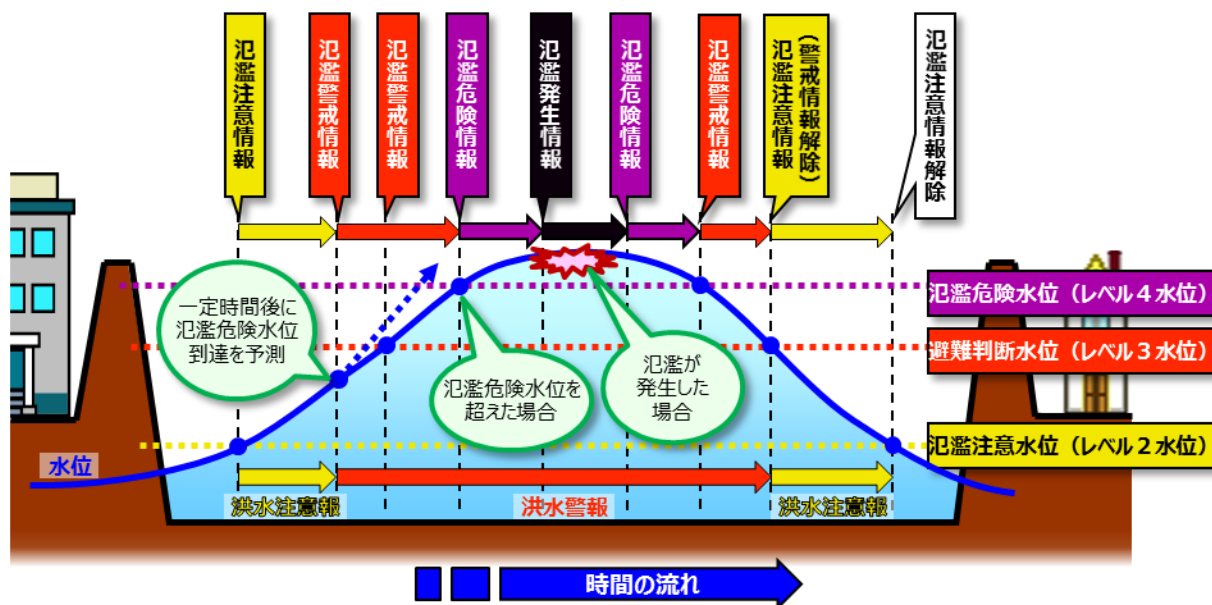 氾濫注意情報
氾濫警戒情報
氾濫警戒情報
氾濫危険情報
氾濫発生情報
氾濫危険情報
氾濫警戒情報
(警戒情報解除)
氾濫注意情報
氾濫注意情報解除
一定時間後に
氾濫危険水位
到達を予測
氾濫危険水位を
超えた場合
氾濫が
発生した
場合
氾濫危険水位(レベル4水位)
避難判断水位(レベル3水位)
氾濫注意水位(レベル2水位)
水位
洪水注意報
洪水警報
洪水注意報
時間の流れ